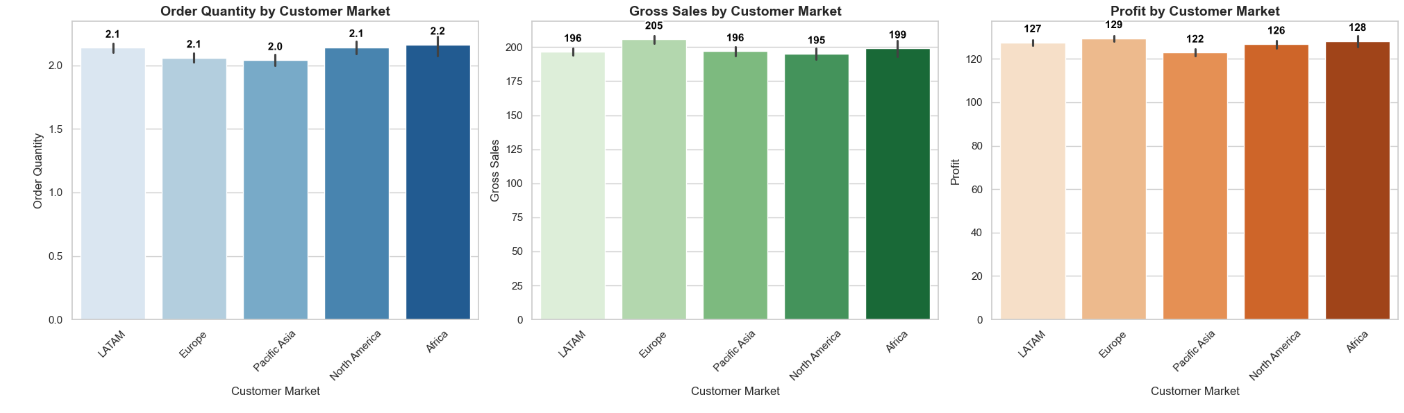 Order Quantity by Customer Market
2.1
2.1
2.0
2.1
2.2
2.0
1.5
1.0
0.5
0.0
Order Quantity
LATAM
Europe
Pacific Asia
North America
Africa
Customer Market
Gross Sales by Customer Market
196
205
196
195
199
200
175
150
125
100
75
50
25
0
Gross Sales
LATAM
Europe
Pacific Asia
North America
Africa
Customer Market
Profit by Customer Market
127
129
122
126
128
120
100
80
60
40
20
0
Profit
LATAM
Europe
Pacific Asia
North America
Africa
Customer Market